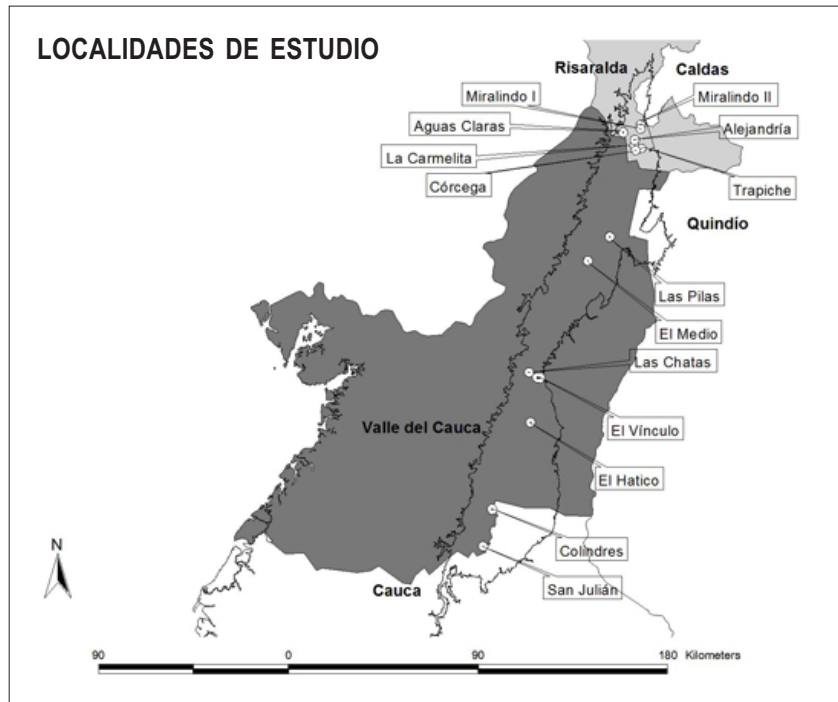 LOCALIDADES DE ESTUDIO
Risaralda
Caldas
Miralindo I
Miralindo II
Aguas Claras
Alejandría
La Carmelita
Córcega
Trapiche
Quindío
Las Pilas
El Medio
Las Chatas
Valle del Cauca
El Vínculo
El Hatico
Colindres
N
Cauca
San Julián
90 0 90 180 Kilometers